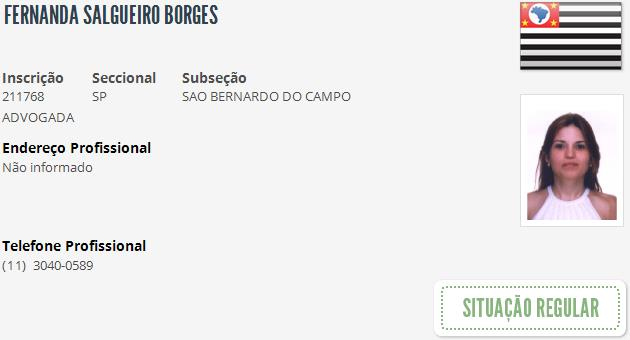 FERNANDA SALGUEIRO BORGES
Inscrição Seccional Subseção
211768 SP SAO BERNARDO DO CAMPO
ADVOGADA
Endereço Profissional
Não informado
Telefone Profissional
(11) 3040-0589
SITUAÇÃO REGULAR